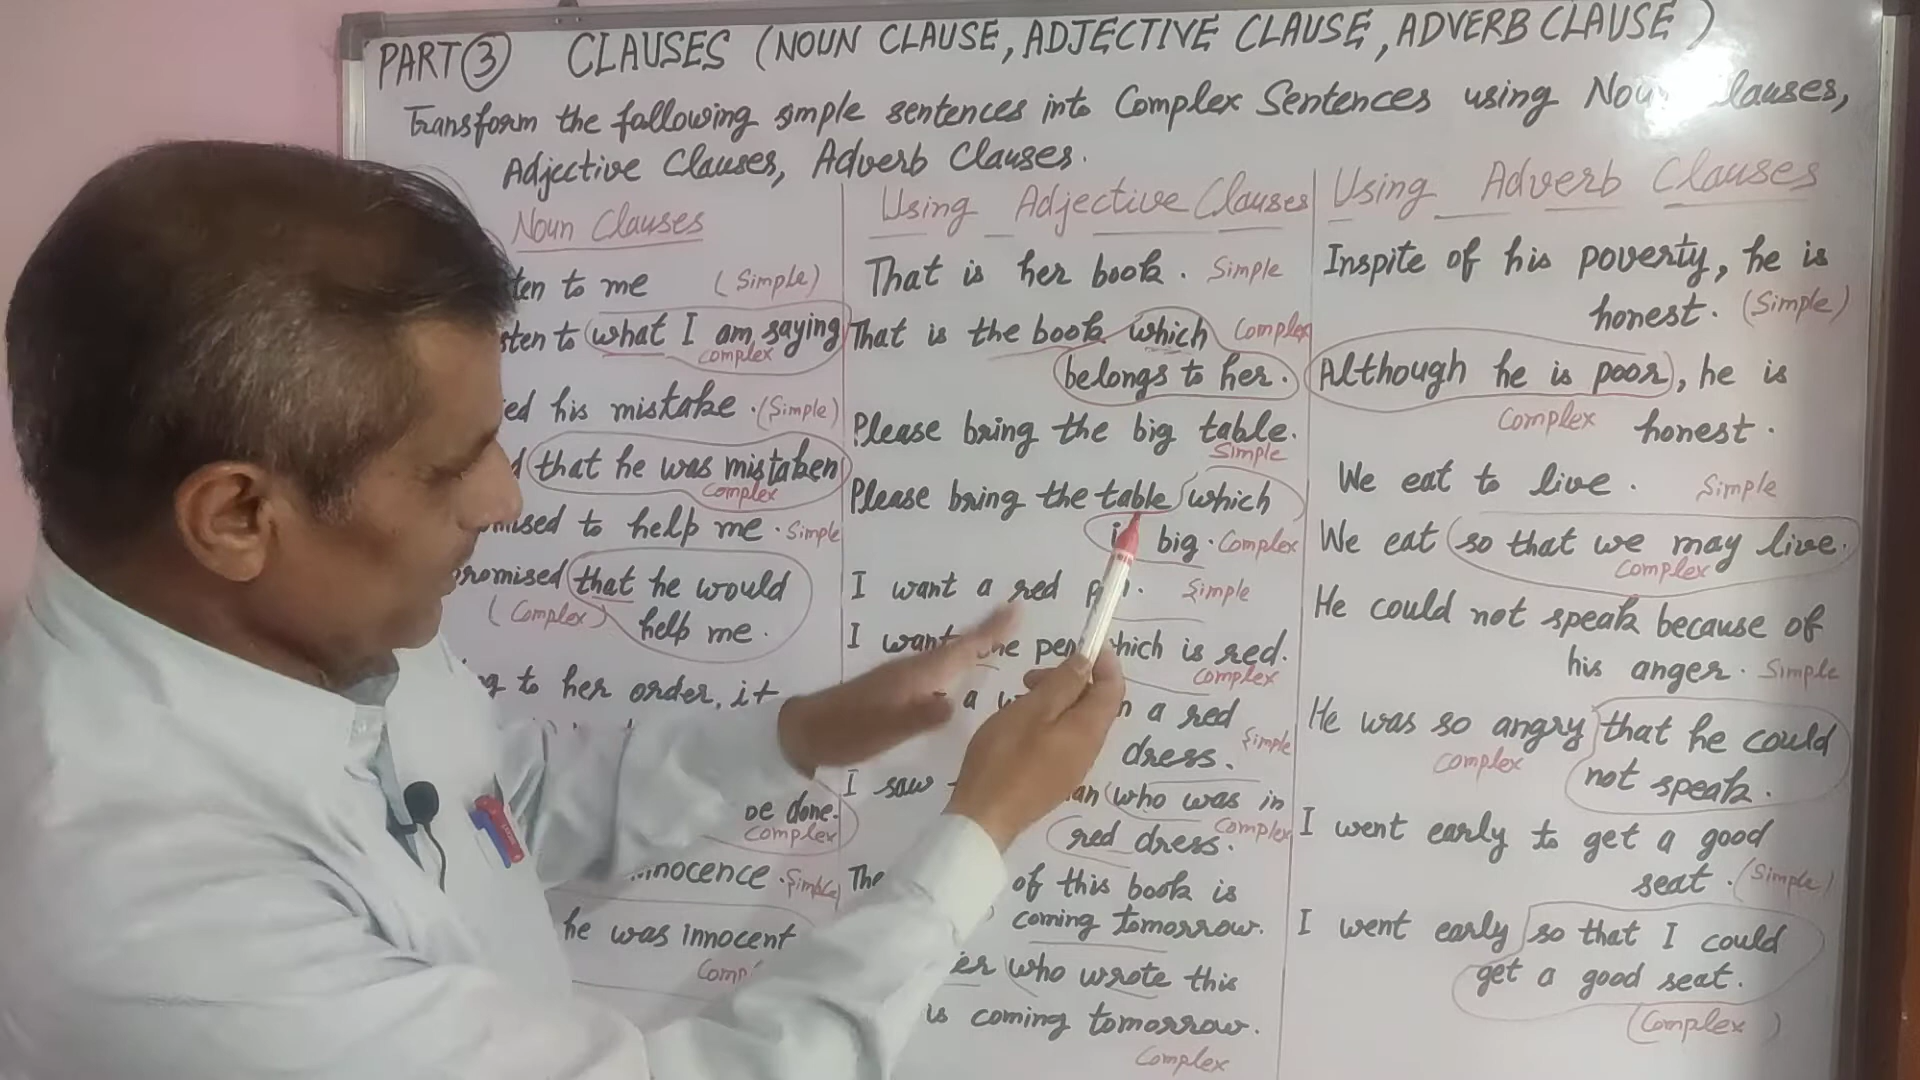 PART 3 CLAUSES (NOUN CLAUSE, ADJECTIVE CLAUSE, ADVERB CLAUSE)
Transform the following simple sentences into Complex Sentences using Clauses,
Adjective Clauses, Adverb Clauses.
Noun Clauses
to me (Simple)
to what I am saying
Complex
his mistake. (Simple)
that he was mistaken
Complex
to help me. Simple
that he would
(Complex) help me.
to her order, it
be done.
Complex
Simple
he was innocent
Using Adjective Clauses
That is her book. Simple
That is the book which Complex
belongs to her.
Please bring the big table.
Simple
Please bring the table which
big. Complex
I want a red Simple
I want pen is red.
Complex
a a red
dress. Simple
I saw who was in
red dress. Complex
of this book is
coming tomorrow.
who wrote this
is coming tomorrow.
Complex
Using Adverb Clauses
Inspite of his poverty, he is
honest. (Simple)
Although he is poor, he is
Complex honest.
We eat to live. Simple
We eat so that we may live.
Complex
He could not speak because of
his anger. Simple
He was so angry that he could
Complex not speak.
I went early to get a good
seat. (Simple)
I went early so that I could
get a good seat.
(Complex)